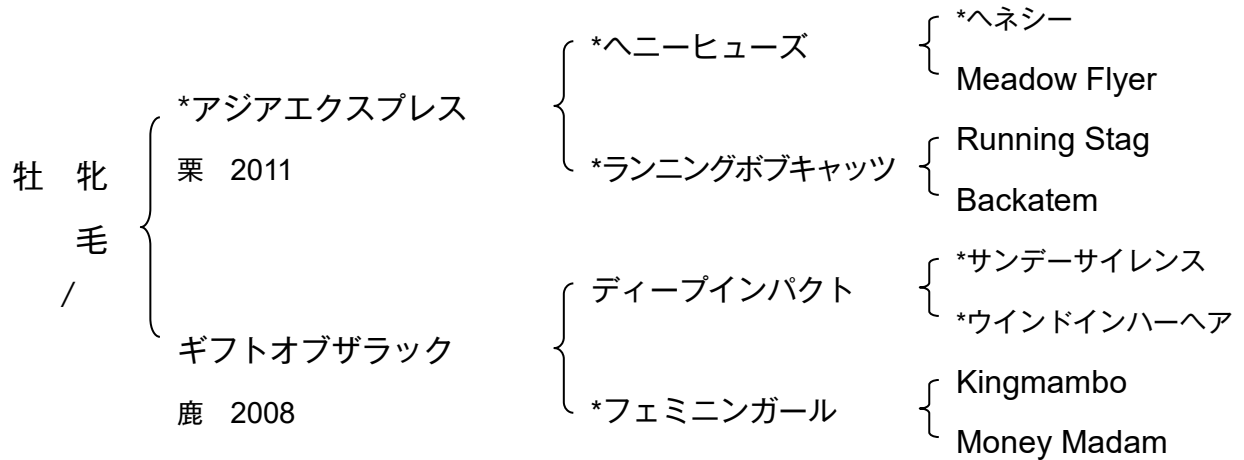 牡 牝
毛
/
*アジアエクスプレス
栗 2011
*ヘニーヒューズ
*ヘネシー
Meadow Flyer
*ランニングボブキャッツ
Running Stag
Backatem
ギフトオブザラック
鹿 2008
ディープインパクト
*サンデーサイレンス
*ウインドインハーヘア
*フェミニンガール
Kingmambo
Money Madam